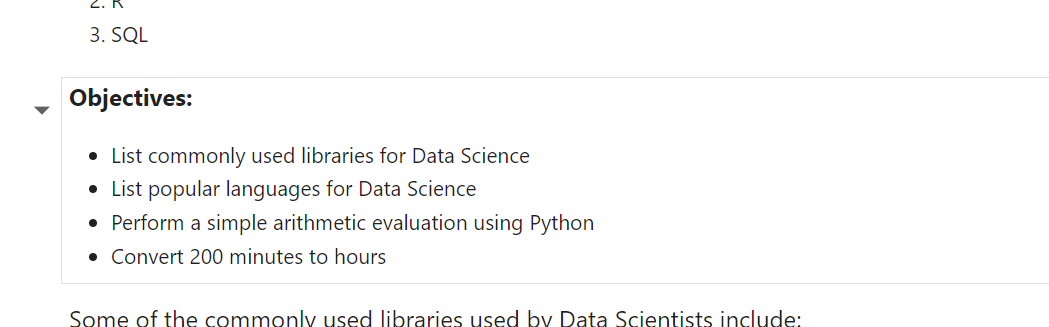 2. R
3. SQL
Objectives:
• List commonly used libraries for Data Science
• List popular languages for Data Science
• Perform a simple arithmetic evaluation using Python
• Convert 200 minutes to hours
Some of the commonly used libraries used by Data Scientists include: